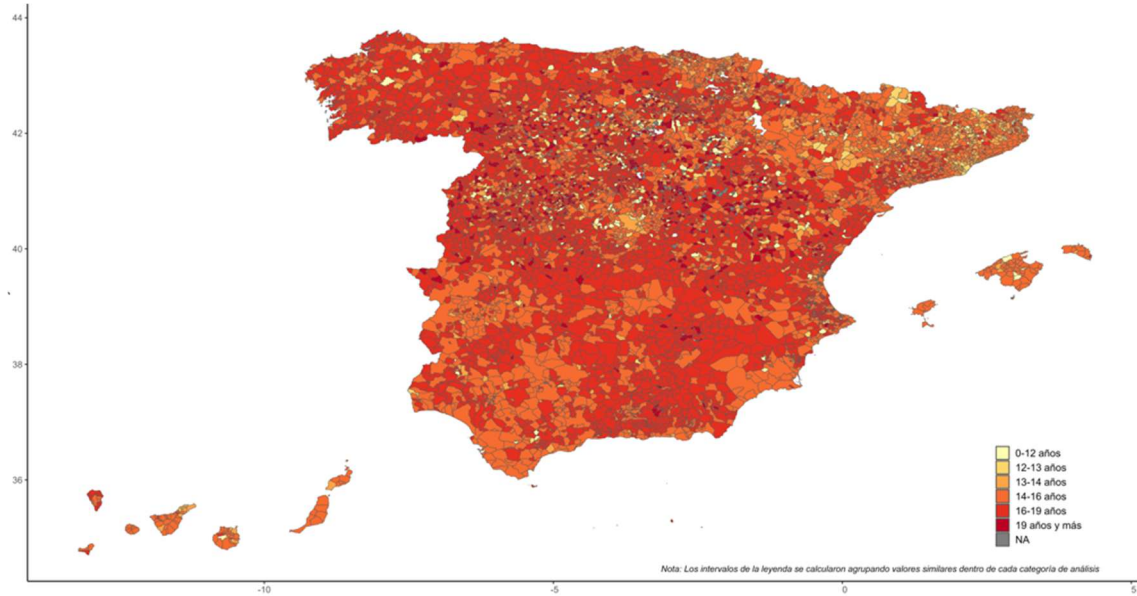 44
42
40
38
36
0-12 años
12-13 años
13-14 años
14-16 años
16-19 años
19 años y más
NA
Nota: Los intervalos de la leyenda se calcularon agrupando valores similares dentro de cada categoría de análisis
-10
-5
0
5